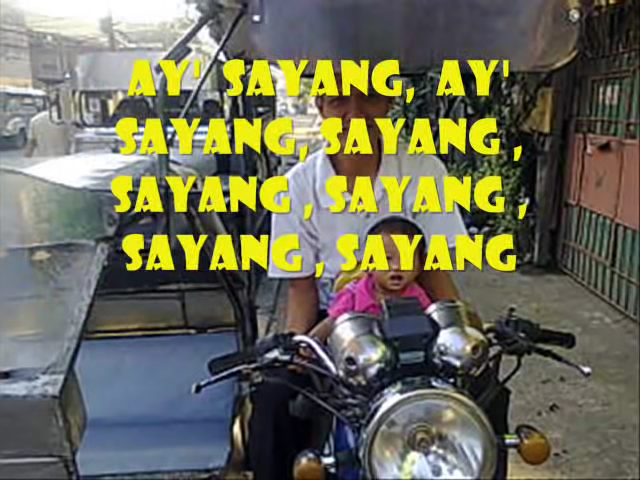 AY' SAYANG, AY'
SAYANG, SAYANG ,
SAYANG , SAYANG ,
SAYANG , SAYANG